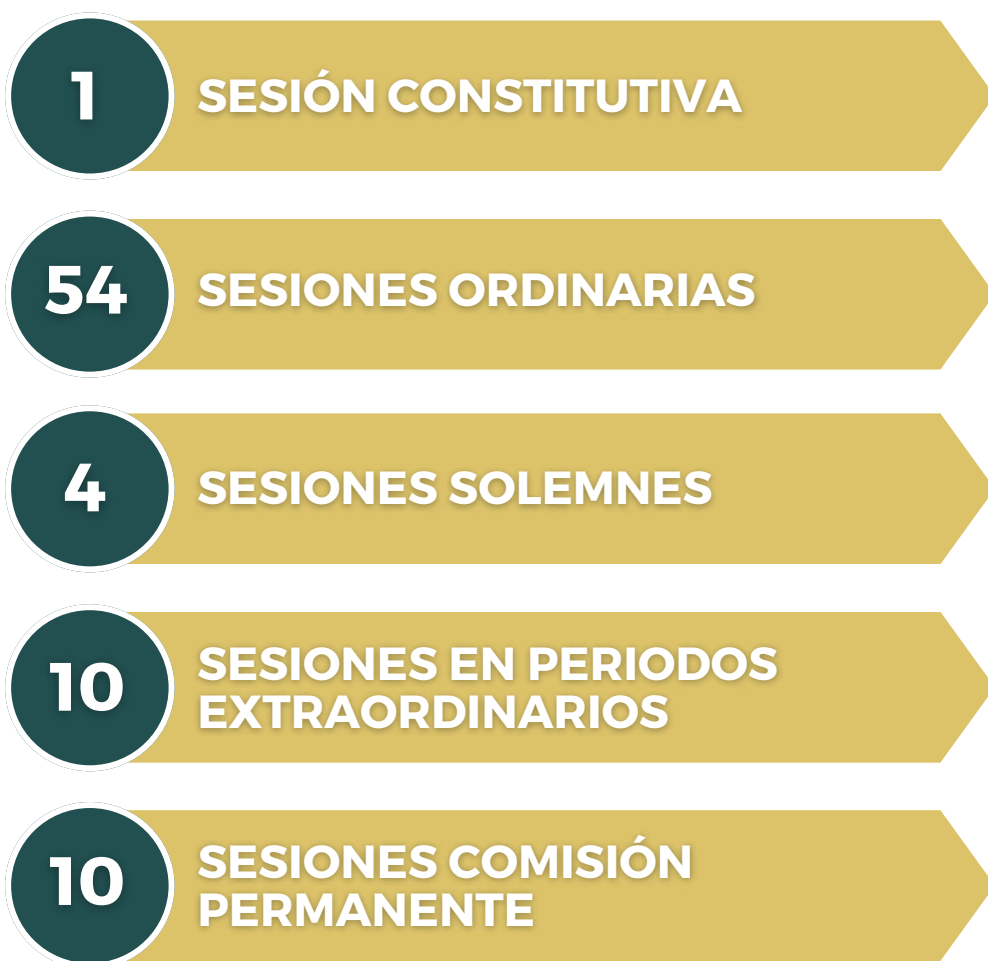 1
SESIÓN CONSTITUTIVA
54
SESIONES ORDINARIAS
4
SESIONES SOLEMNES
10
SESIONES EN PERIODOS
EXTRAORDINARIOS
10
SESIONES COMISIÓN
PERMANENTE